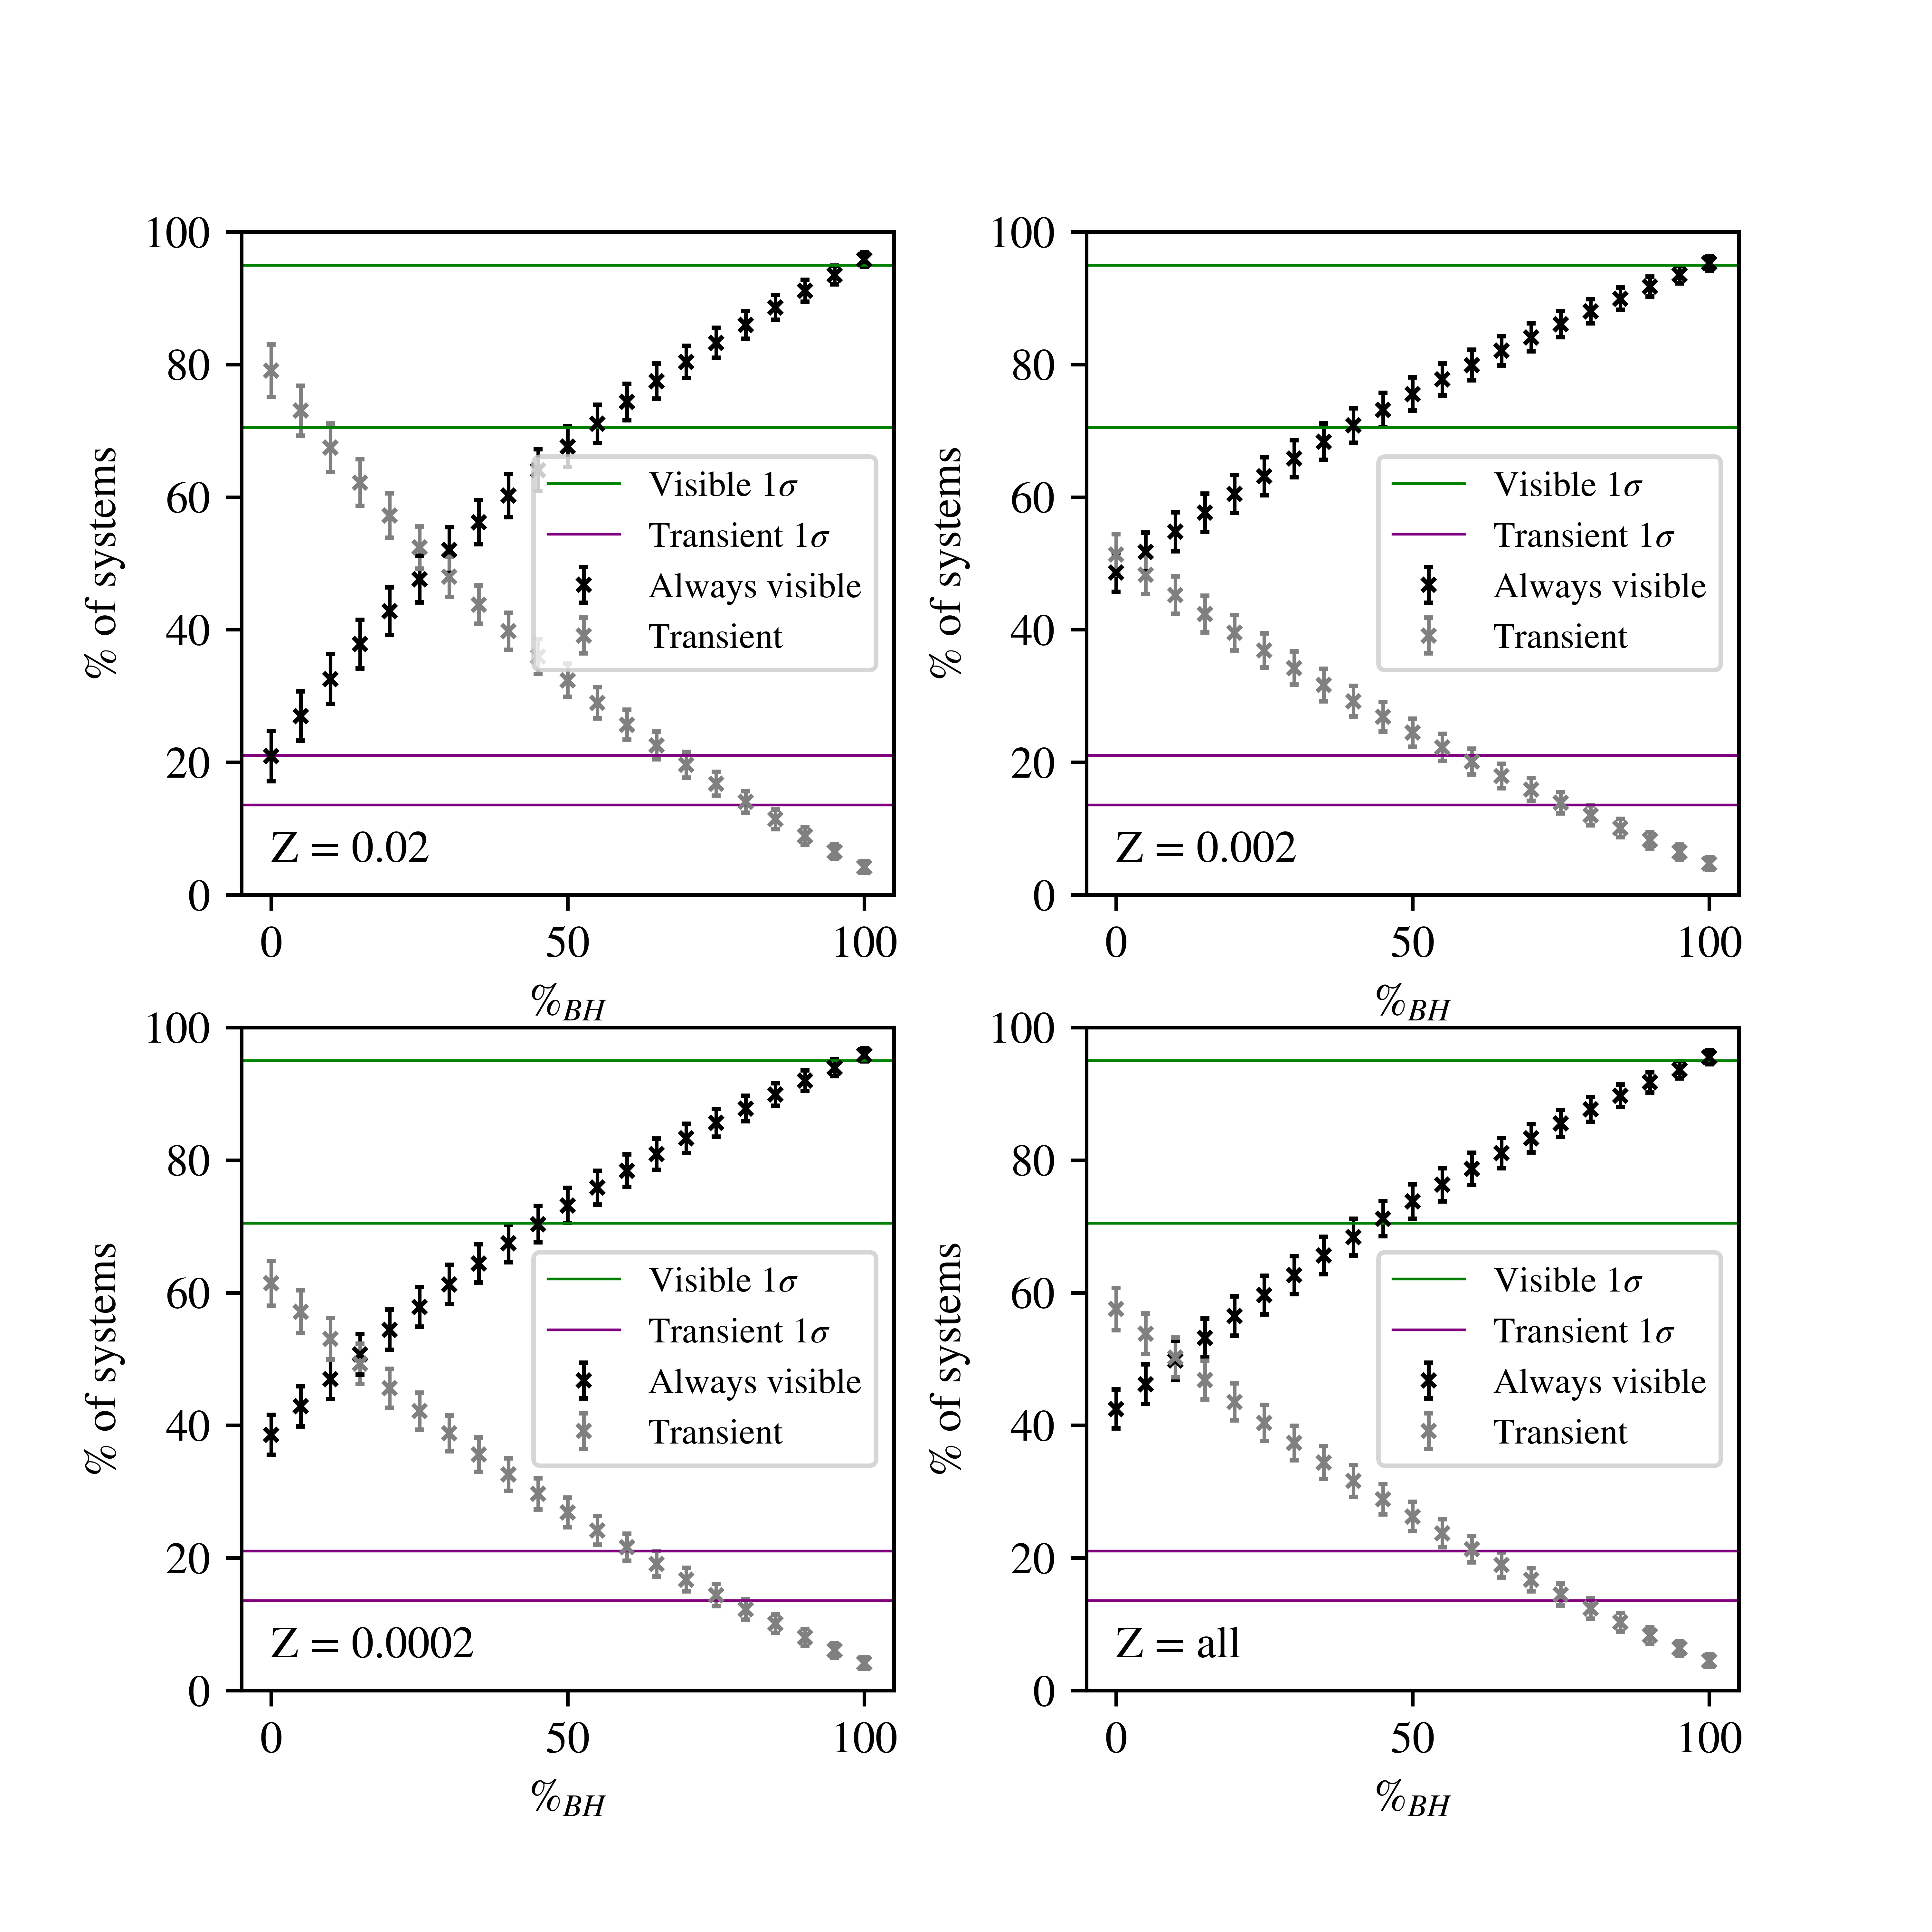 100
80
60
40
20
0
% of systems
Visible 1σ
Transient 1σ
Always visible
Transient
Z = 0.02
0 50 100
%BH
100
80
60
40
20
0
% of systems
Visible 1σ
Transient 1σ
Always visible
Transient
Z = 0.002
0 50 100
%BH
100
80
60
40
20
0
% of systems
Visible 1σ
Transient 1σ
Always visible
Transient
Z = 0.0002
0 50 100
%BH
100
80
60
40
20
0
% of systems
Visible 1σ
Transient 1σ
Always visible
Transient
Z = all
0 50 100
%BH